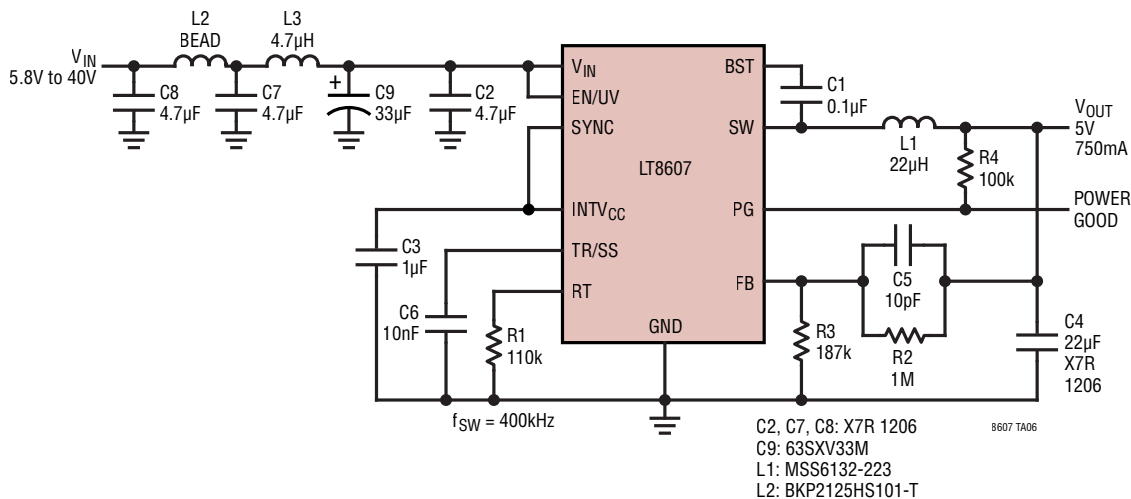 L2
BEAD
L3
4.7µH
VIN
5.8V to 40V
C8
4.7µF
C7
4.7µF
+
C9
33µF
C2
4.7µF
VIN
EN/UV
SYNC
INTVCC
TR/SS
RT
LT8607
GND
BST
SW
PG
FB
C1
0.1µF
L1
22µH
VOUT
5V
750mA
R4
100k
POWER
GOOD
C3
1µF
C6
10nF
R1
110k
C5
10pF
R2
1M
R3
187k
C4
22µF
X7R
1206
fSW = 400kHz
C2, C7, C8: X7R 1206
C9: 63SXV33M
L1: MSS6132-223
L2: BKP2125HS101-T
8607 TA06